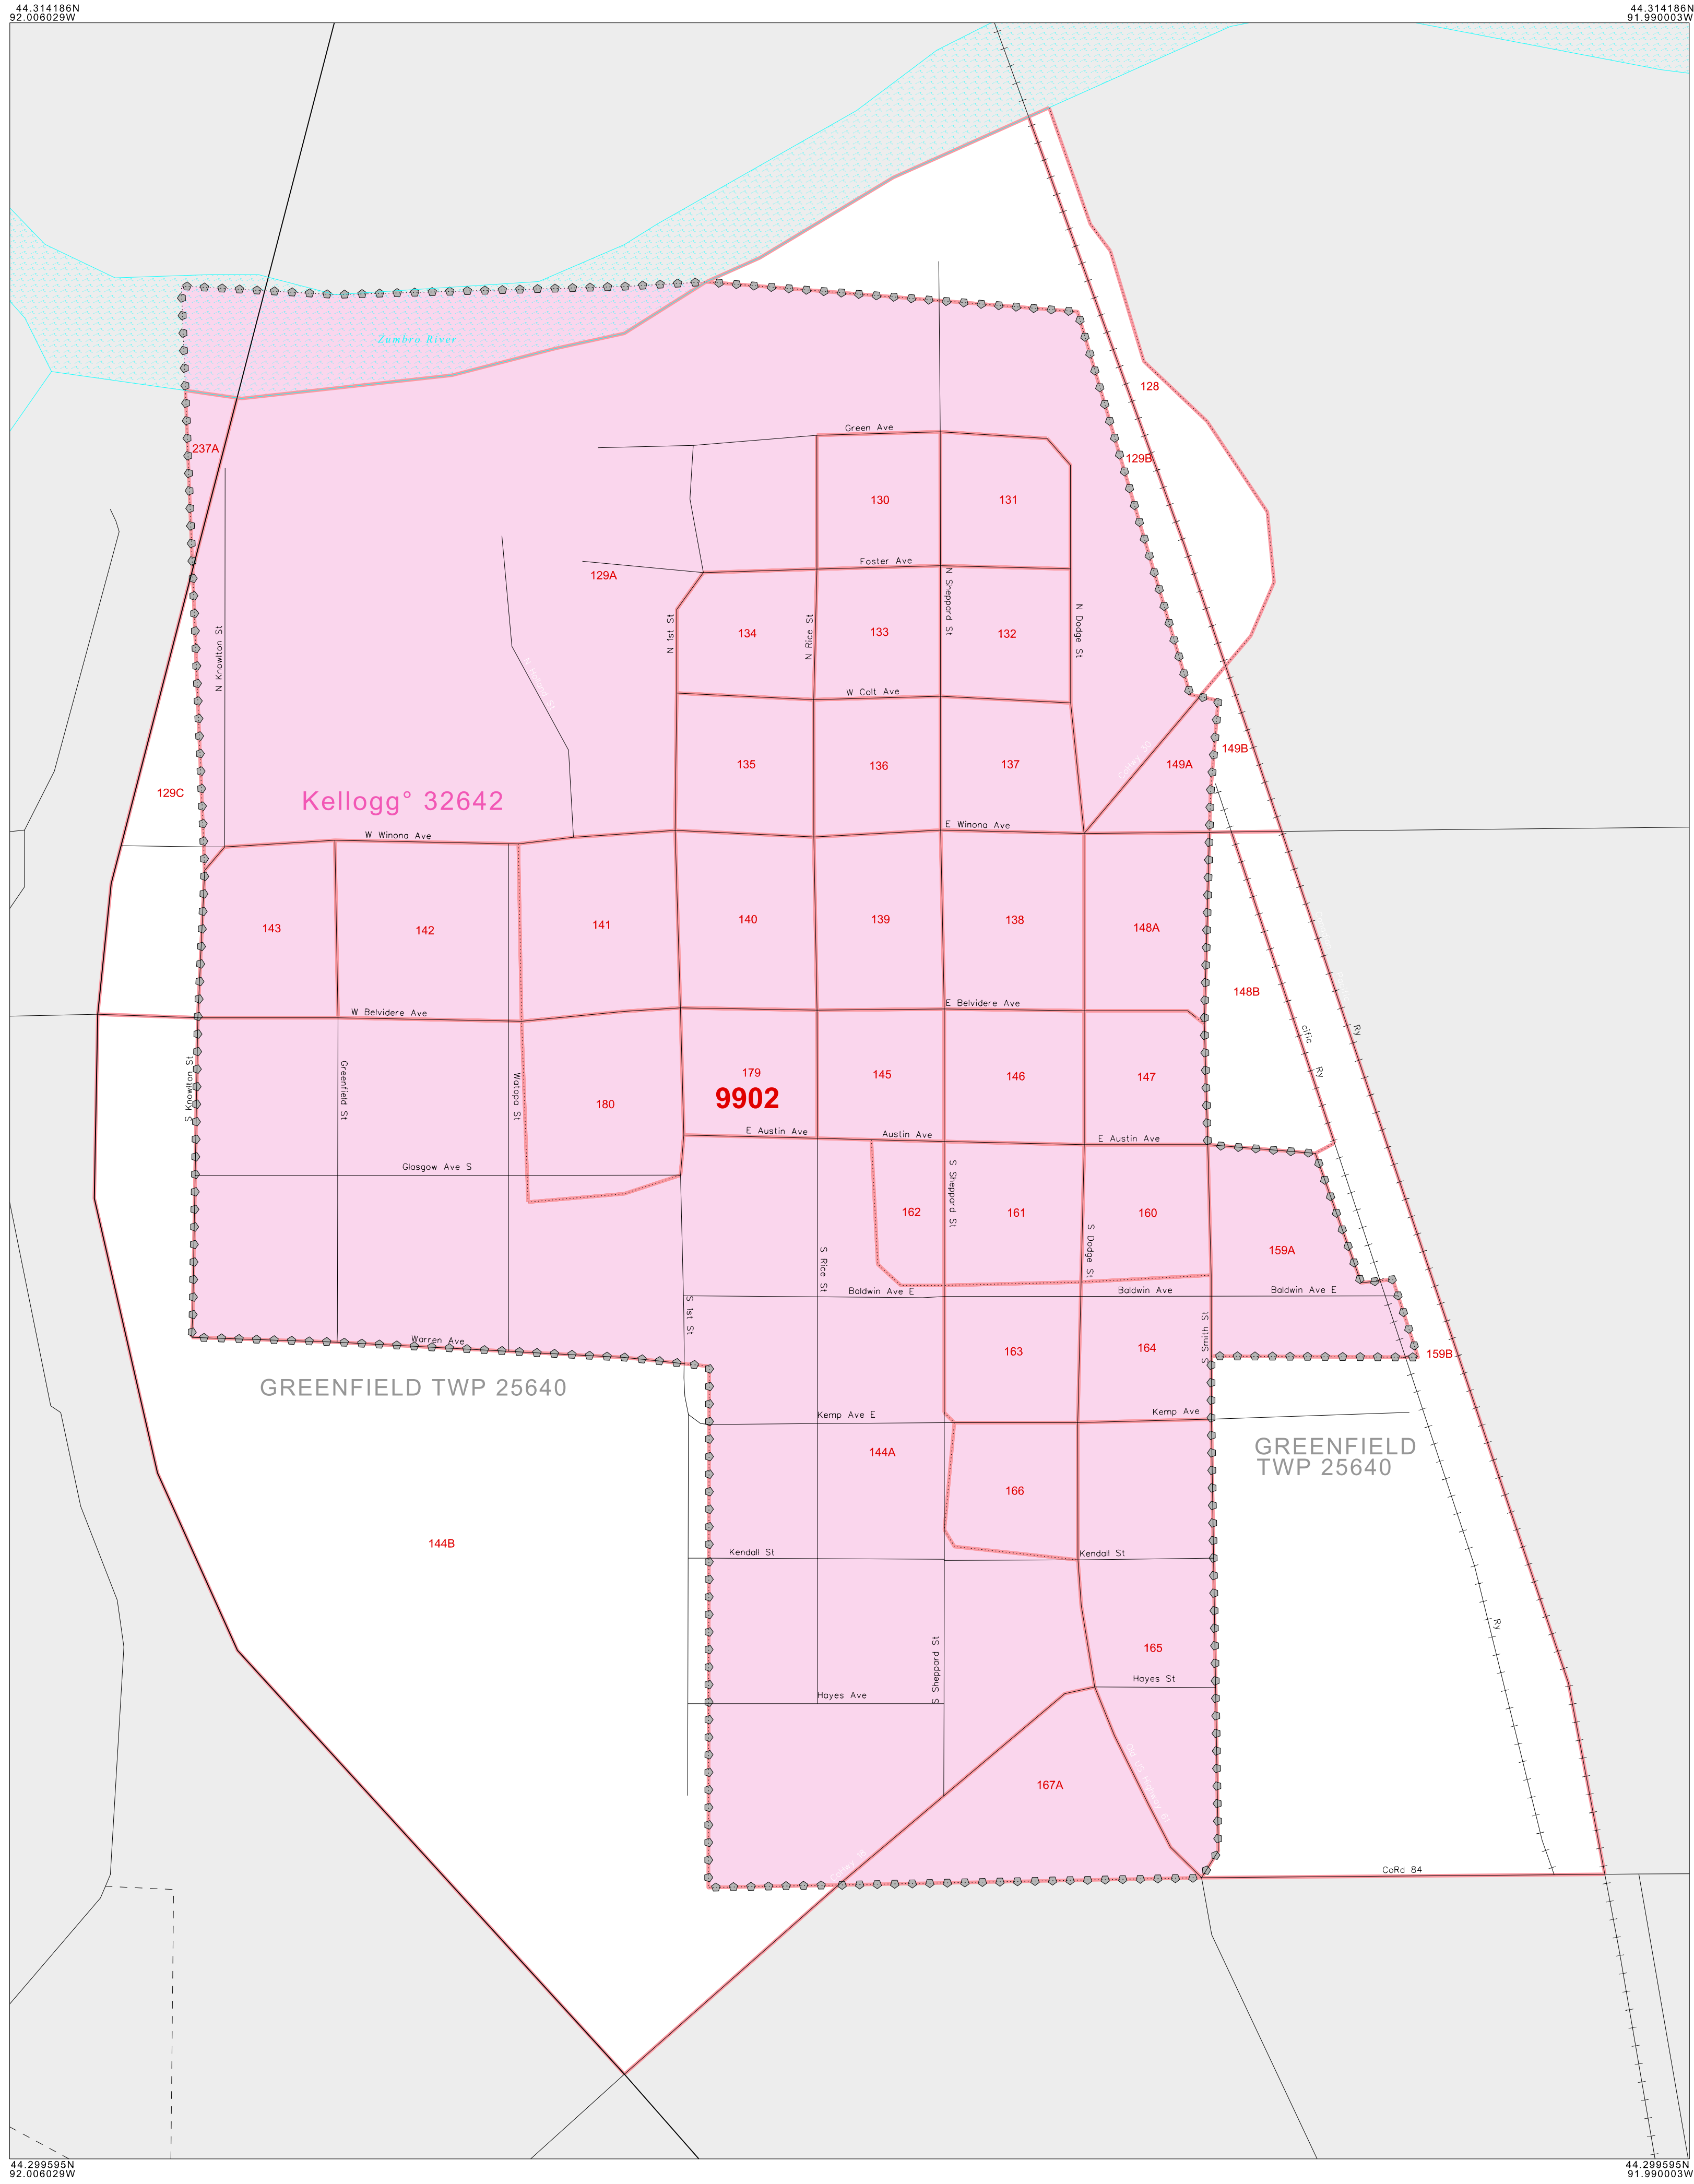 44.314186N
92.006029W
44.314186N
91.990003W
Zumbro River
128
237A
Green Ave
129B
130
131
Foster Ave
129A
N Sheppard St
N Dodge St
N 1st St
N Rice St
N Knowlton St
134
133
132
W Colt Ave
149B
135
136
137
149A
129C
Kellogg° 32642
W Winona Ave
E Winona Ave
143
142
141
140
139
138
148A
148B
W Belvidere Ave
E Belvidere Ave
cific
Ry
Ry
S Knowlton St
Greenfield St
Watopa St
180
179
9902
145
146
147
E Austin Ave
Austin Ave
E Austin Ave
Glasgow Ave S
S Sheppard St
162
161
160
S Dodge St
159A
S Rice St
Baldwin Ave E
Baldwin Ave
Baldwin Ave E
S 1st St
S Smith St
Warren Ave
163
164
159B
GREENFIELD TWP 25640
Kemp Ave E
Kemp Ave
GREENFIELD
TWP 25640
144A
166
144B
Kendall St
Kendall St
Ry
165
S Sheppard St
Hayes Ave
Hayes St
167A
CoRd 84
44.299595N
92.006029W
44.299595N
91.990003W